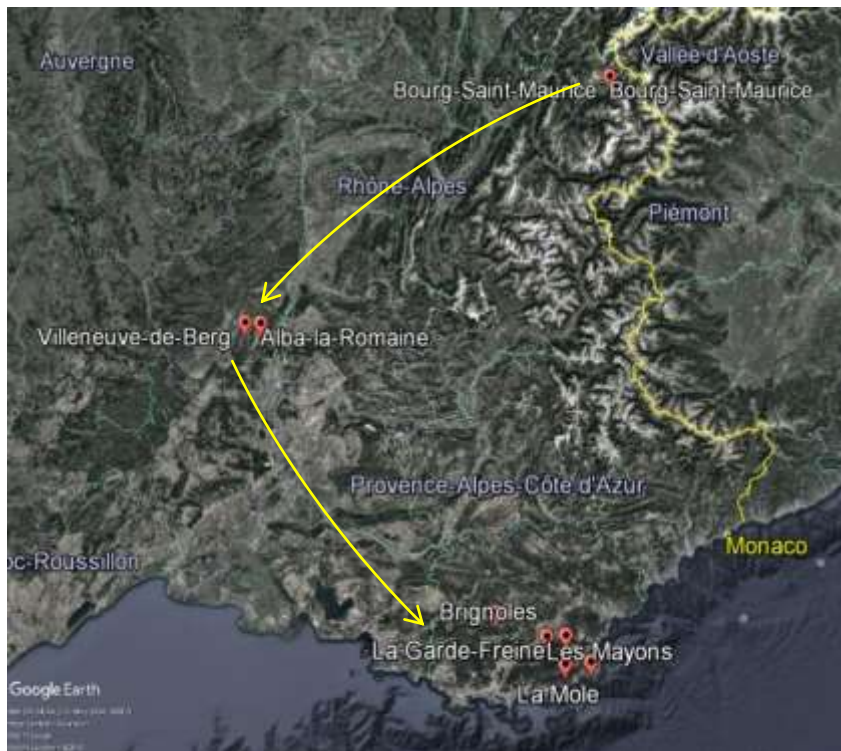 Auvergne
Vallée d'Aoste
Bourg-Saint-Maurice Bourg-Saint-Maurice
Rhône-Alpes
Piémont
Villeneuve-de-Berg Alba-la-Romaine
Provence-Alpes-Côte d'Azur
Monaco
oc-Roussillon
Brignoles
La Garde-Freinet Les Mayons
La Mole
Google Earth